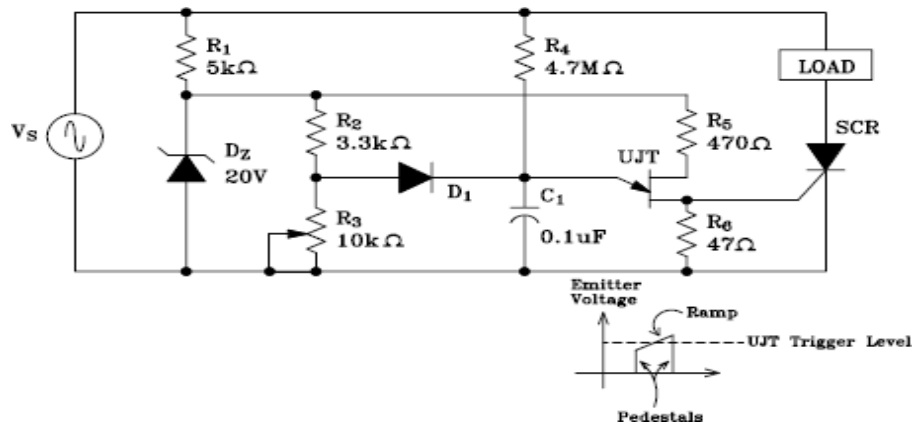 R1
5kΩ
R4
4.7MΩ
LOAD
VS
DZ
20V
R2
3.3kΩ
R5
470Ω
SCR
UJT
D1
C1
0.1uF
R3
10kΩ
R6
47Ω
Emitter
Voltage
Ramp
UJT Trigger Level
Pedestals